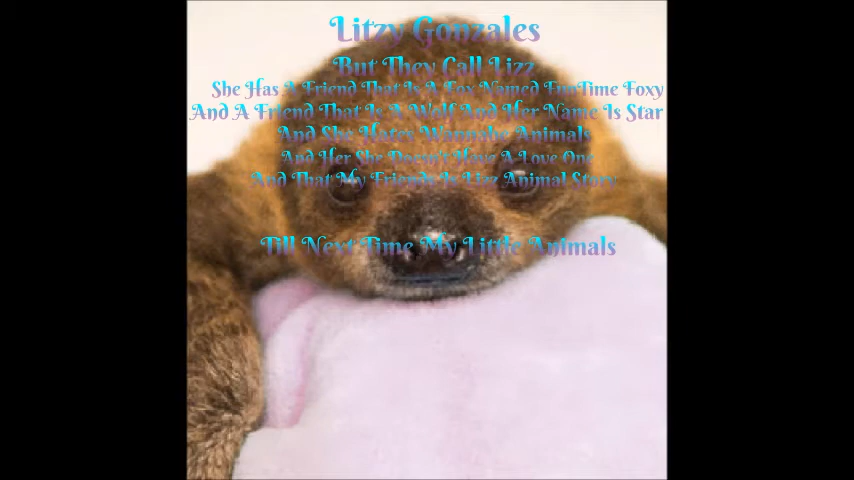 Litzy Gonzales
But They Call Lizz
She Has A Friend That Is A Fox Named FunTime Foxy
And A Friend That Is A Wolf And Her Name Is Star
And She Hates Wannabe Animals
And Her She Doesn't Have A Love One
And That My Friends Is Lizz Animal Story
Till Next Time My Little Animals